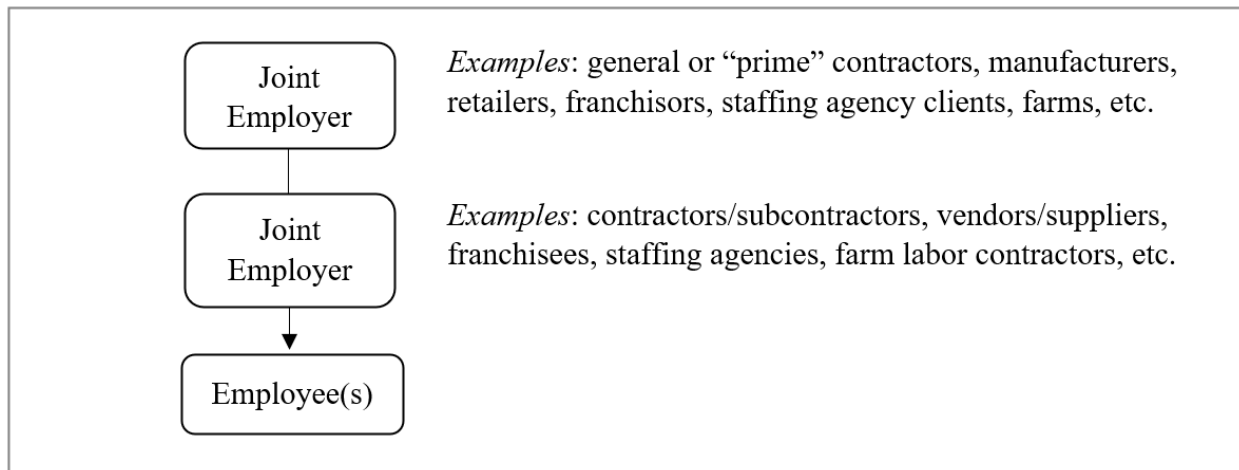 Joint
Employer
Examples: general or “prime” contractors, manufacturers,
retailers, franchisors, staffing agency clients, farms, etc.
Joint
Employer
Examples: contractors/subcontractors, vendors/suppliers,
franchisees, staffing agencies, farm labor contractors, etc.
Employee(s)